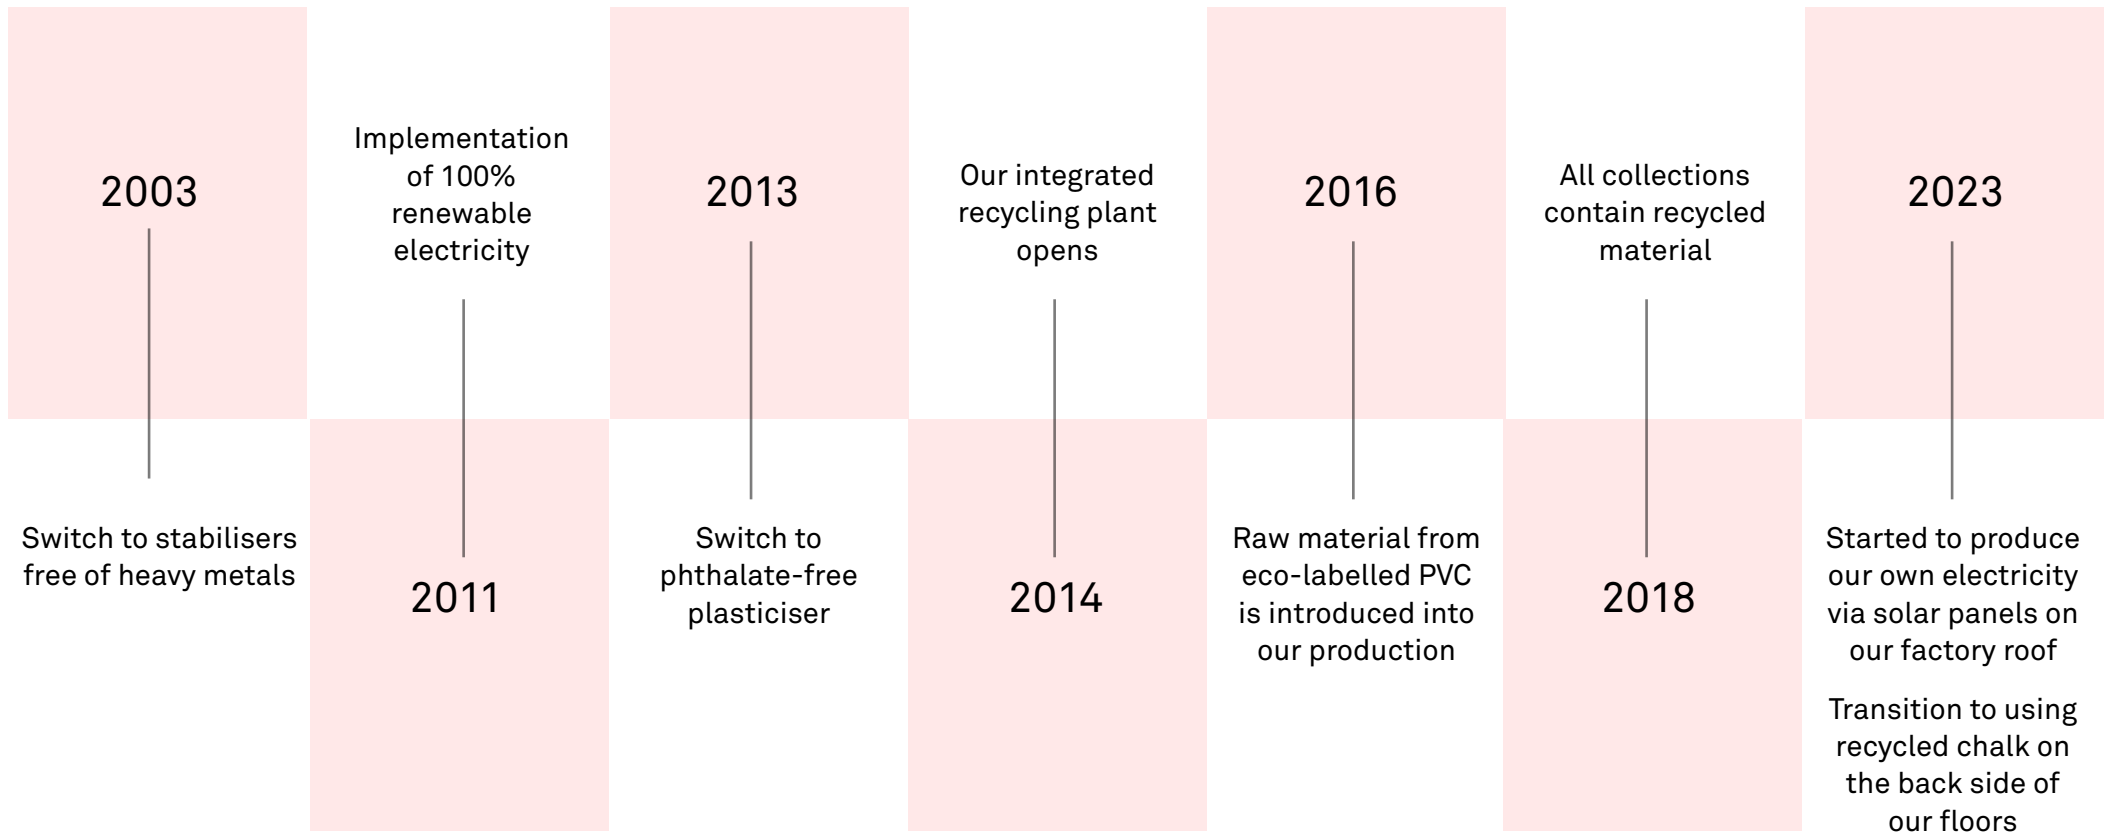 2003
Switch to stabilisers
free of heavy metals
Implementation
of 100%
renewable
electricity
2011
2013
Switch to
phthalate-free
plasticiser
Our integrated
recycling plant
opens
2014
2016
Raw material from
eco-labelled PVC
is introduced into
our production
All collections
contain recycled
material
2018
2023
Started to produce
our own electricity
via solar panels on
our factory roof
Transition to using
recycled chalk on
the back side of
our floors